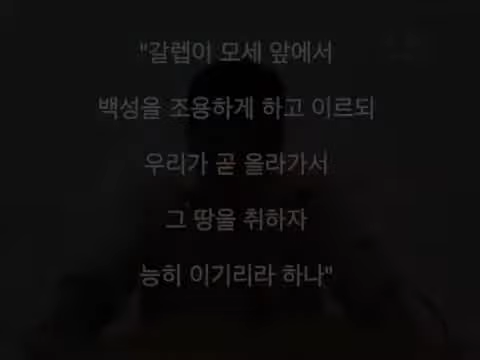 "갈렙이 모세 앞에서
백성을 조용하게 하고 이르되
우리가 곧 올라가서
그 땅을 취하자
능히 이기리라 하나"